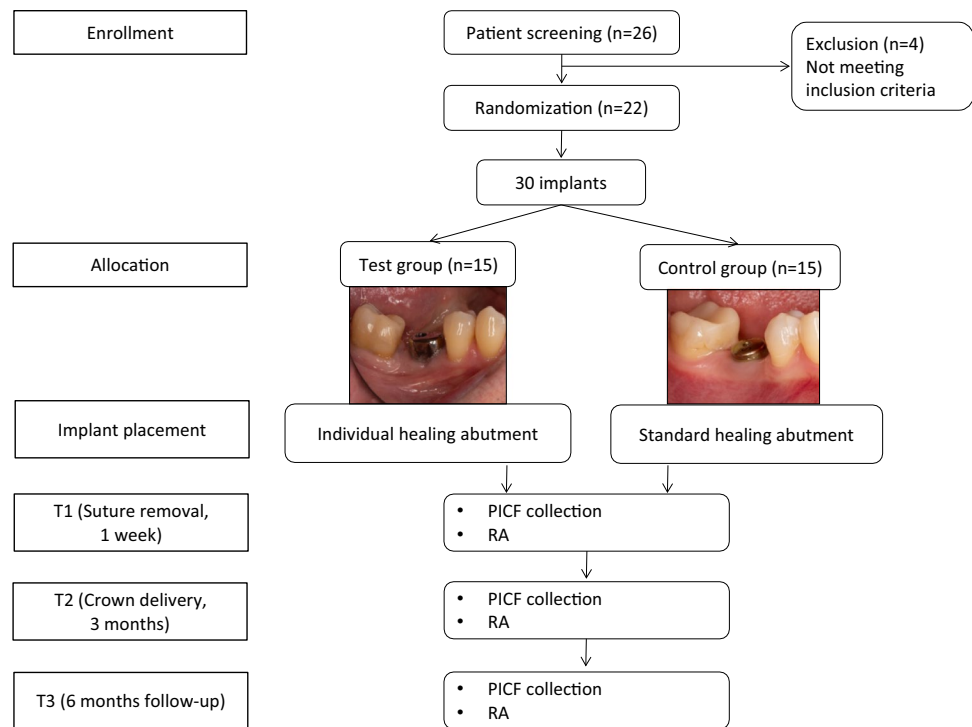 Enrollment
Patient screening (n=26)
Exclusion (n=4)
Not meeting
inclusion criteria
Randomization (n=22)
30 implants
Allocation
Test group (n=15)
Control group (n=15)
Implant placement
Individual healing abutment
Standard healing abutment
T1 (Suture removal,
1 week)
• PICF collection
• RA
T2 (Crown delivery,
3 months)
• PICF collection
• RA
T3 (6 months follow-up)
• PICF collection
• RA